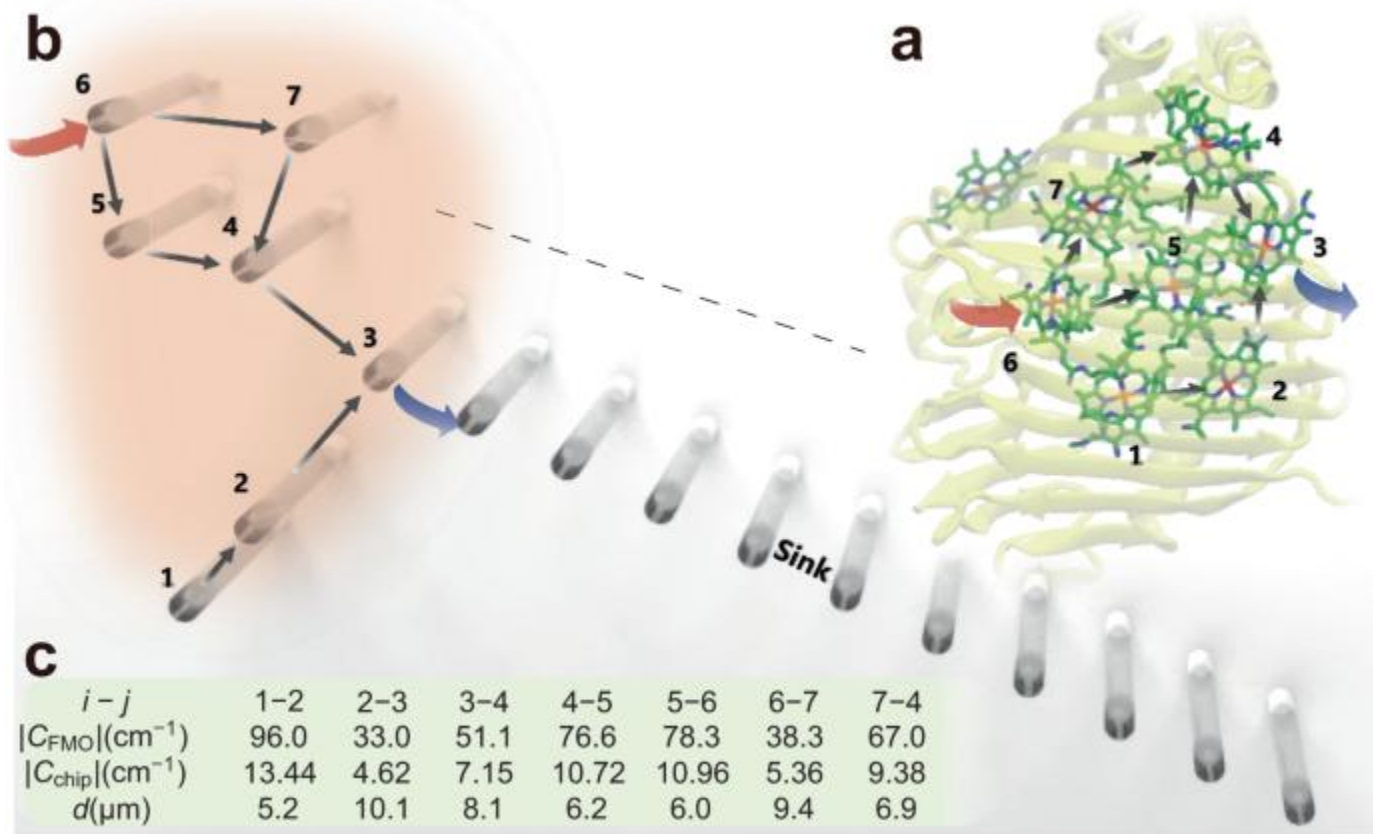 b
6
7
5
4
3
2
1
Sink
a
4
7
5
3
6
2
1
c
i – j 1–2 2–3 3–4 4–5 5–6 6–7 7–4
|C_FMO|(cm⁻¹) 96.0 33.0 51.1 76.6 78.3 38.3 67.0
|C_chip|(cm⁻¹) 13.44 4.62 7.15 10.72 10.96 5.36 9.38
d(μm) 5.2 10.1 8.1 6.2 6.0 9.4 6.9